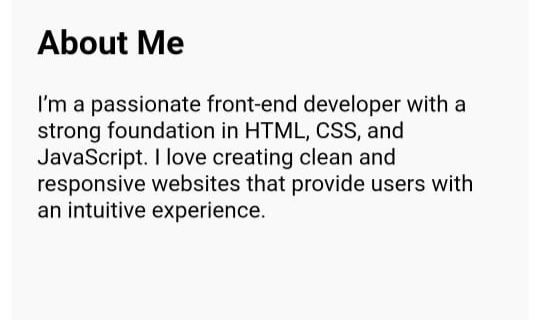 About Me
I’m a passionate front-end developer with a
strong foundation in HTML, CSS, and
JavaScript. I love creating clean and
responsive websites that provide users with
an intuitive experience.